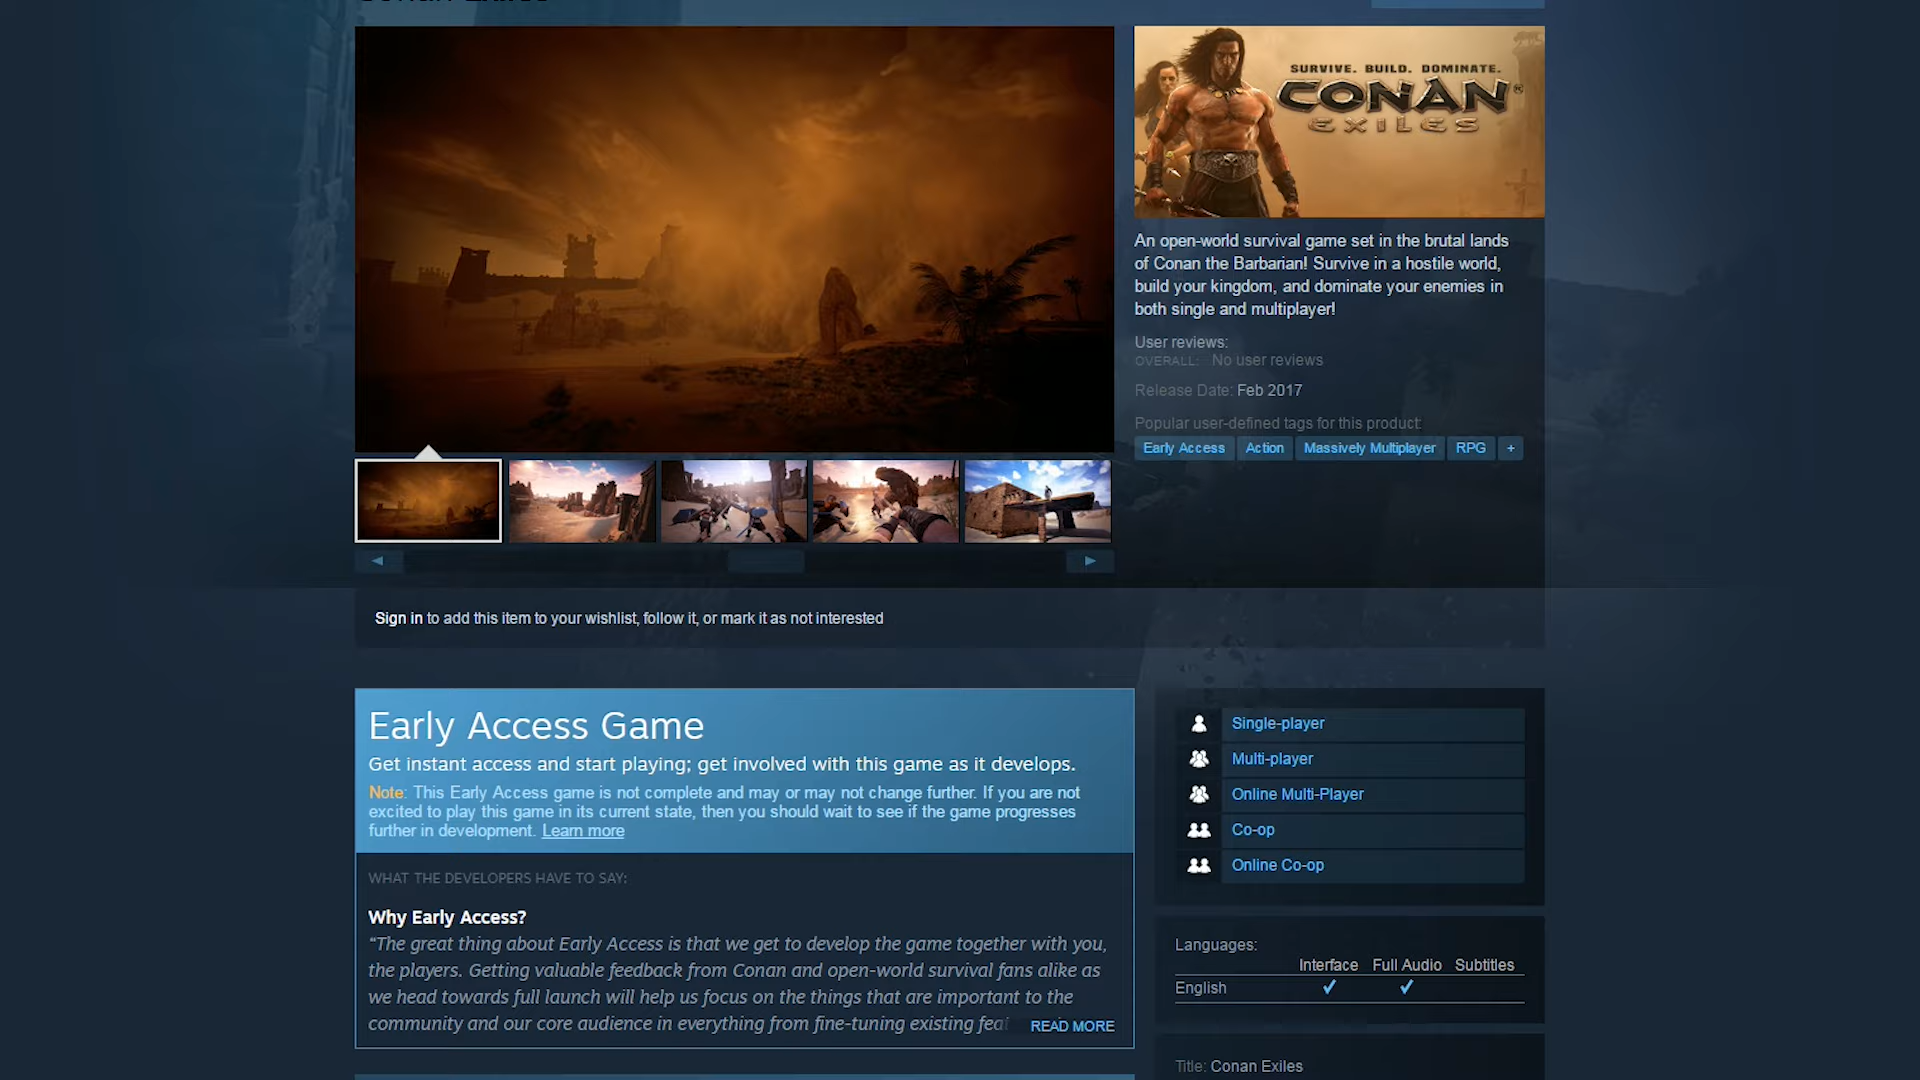 Conan Exiles
SURVIVE. BUILD. DOMINATE.
CONAN®
EXILES
An open-world survival game set in the brutal lands
of Conan the Barbarian! Survive in a hostile world,
build your kingdom, and dominate your enemies in
both single and multiplayer!
User reviews:
OVERALL: No user reviews
Release Date: Feb 2017
Popular user-defined tags for this product:
Early Access Action Massively Multiplayer RPG +
Sign in to add this item to your wishlist, follow it, or mark it as not interested
Early Access Game
Get instant access and start playing; get involved with this game as it develops.
Note: This Early Access game is not complete and may or may not change further. If you are not
excited to play this game in its current state, then you should wait to see if the game progresses
further in development. Learn more
WHAT THE DEVELOPERS HAVE TO SAY:
Why Early Access?
“The great thing about Early Access is that we get to develop the game together with you,
the players. Getting valuable feedback from Conan and open-world survival fans alike as
we head towards full launch will help us focus on the things that are important to the
community and our core audience in everything from fine-tuning existing feat
READ MORE
Single-player
Multi-player
Online Multi-Player
Co-op
Online Co-op
Languages:
Interface Full Audio Subtitles
English ✓ ✓
Title: Conan Exiles